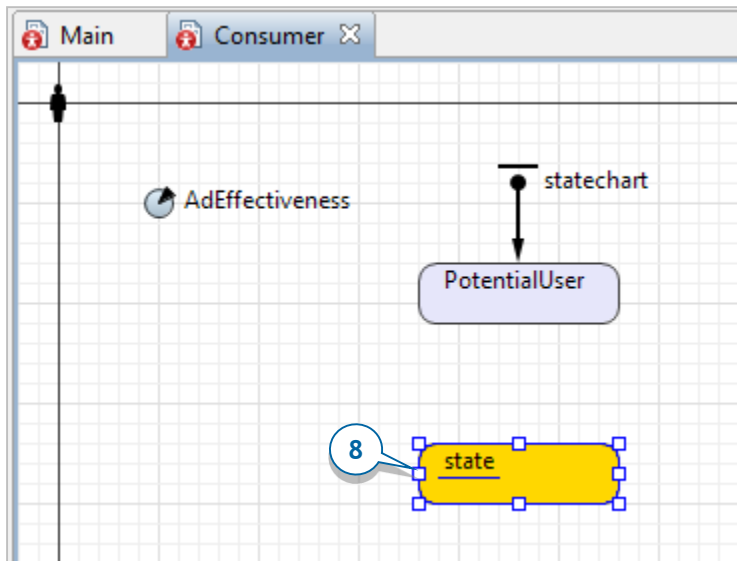 Main
Consumer
statechart
AdEffectiveness
PotentialUser
8
state